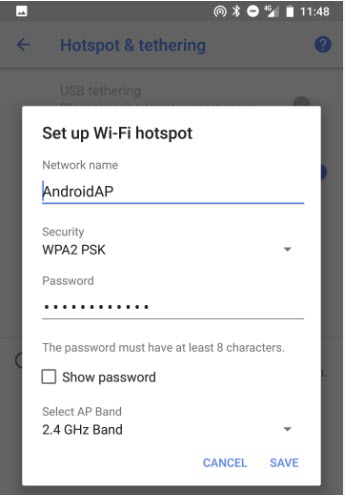 4G 11:48
Hotspot & tethering ?
USB tethering
Set up Wi-Fi hotspot
Network name
AndroidAP
Security
WPA2 PSK
Password
••••••••••••
The password must have at least 8 characters.
Show password
Select AP Band
2.4 GHz Band
CANCEL SAVE